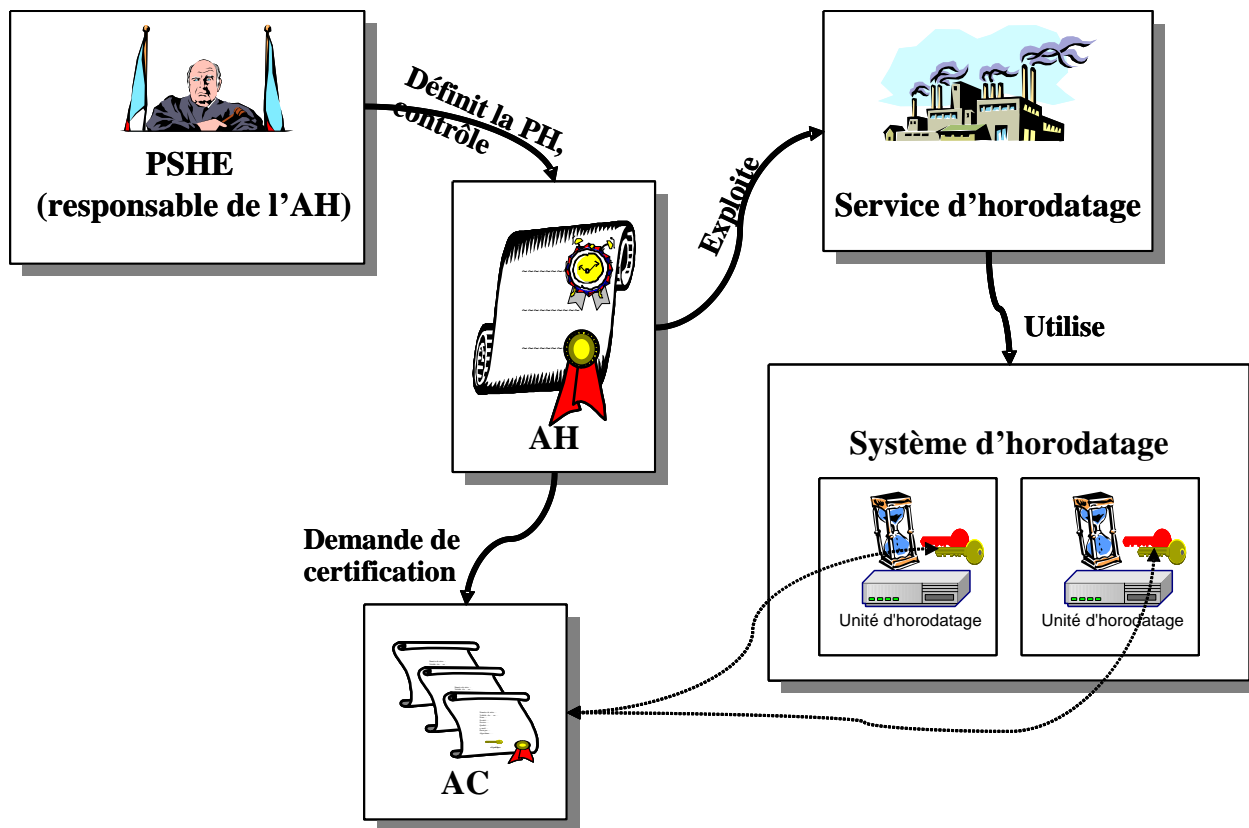 PSHE
(responsable de l'AH)
Définit la PH,
contrôle
Exploite
Service d'horodatage
AH
Utilise
Système d'horodatage
Unité d'horodatage
Unité d'horodatage
Demande de
certification
AC